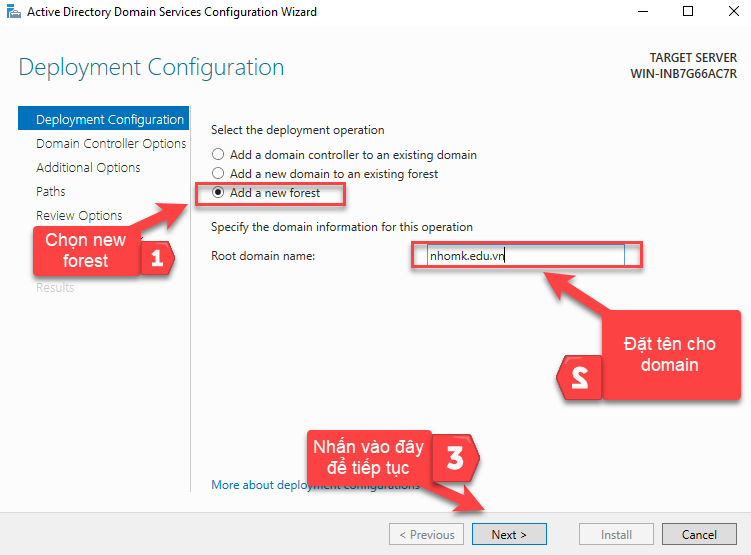 Active Directory Domain Services Configuration Wizard
Deployment Configuration
TARGET SERVER
WIN-INB7G66AC7R
Deployment Configuration
Domain Controller Options
Additional Options
Paths
Review Options
Results
Select the deployment operation
Add a domain controller to an existing domain
Add a new domain to an existing forest
Add a new forest
Specify the domain information for this operation
Root domain name:
nhomk.edu.vn
Chọn new
forest
1
Đặt tên cho
domain
2
Nhấn vào đây
để tiếp tục
3
More about deployment configurations
< Previous
Next >
Install
Cancel